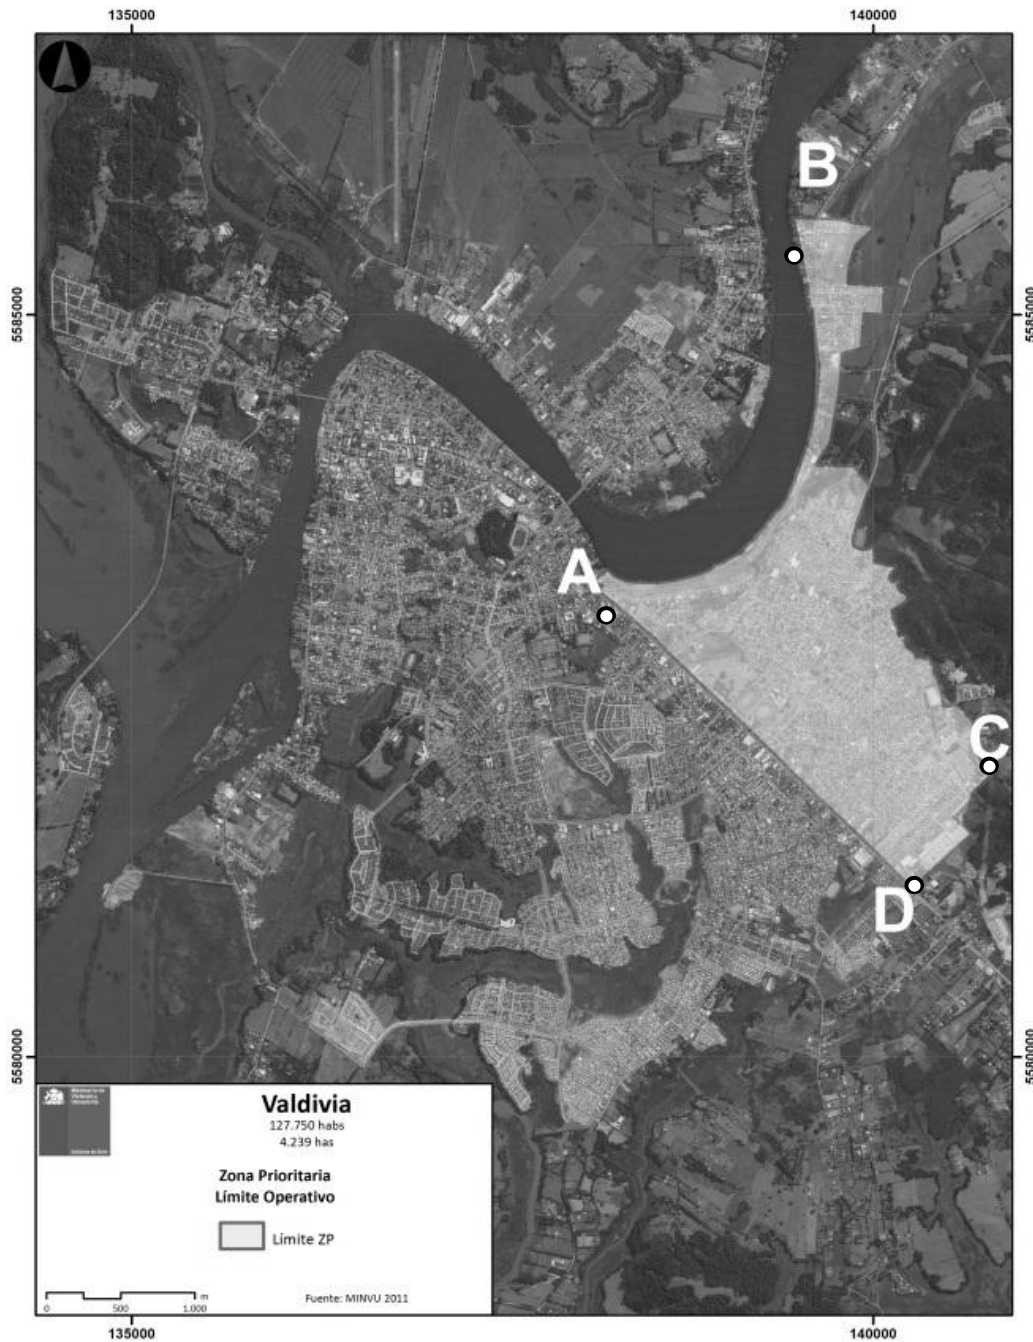 135000
140000
B
5585000
5585000
A
C
D
5580000
5580000
Valdivia
127.750 habs
4.239 has
Zona Prioritaria
Límite Operativo
Límite ZP
m
0 500 1.000
Fuente: MINVU 2011
135000
140000